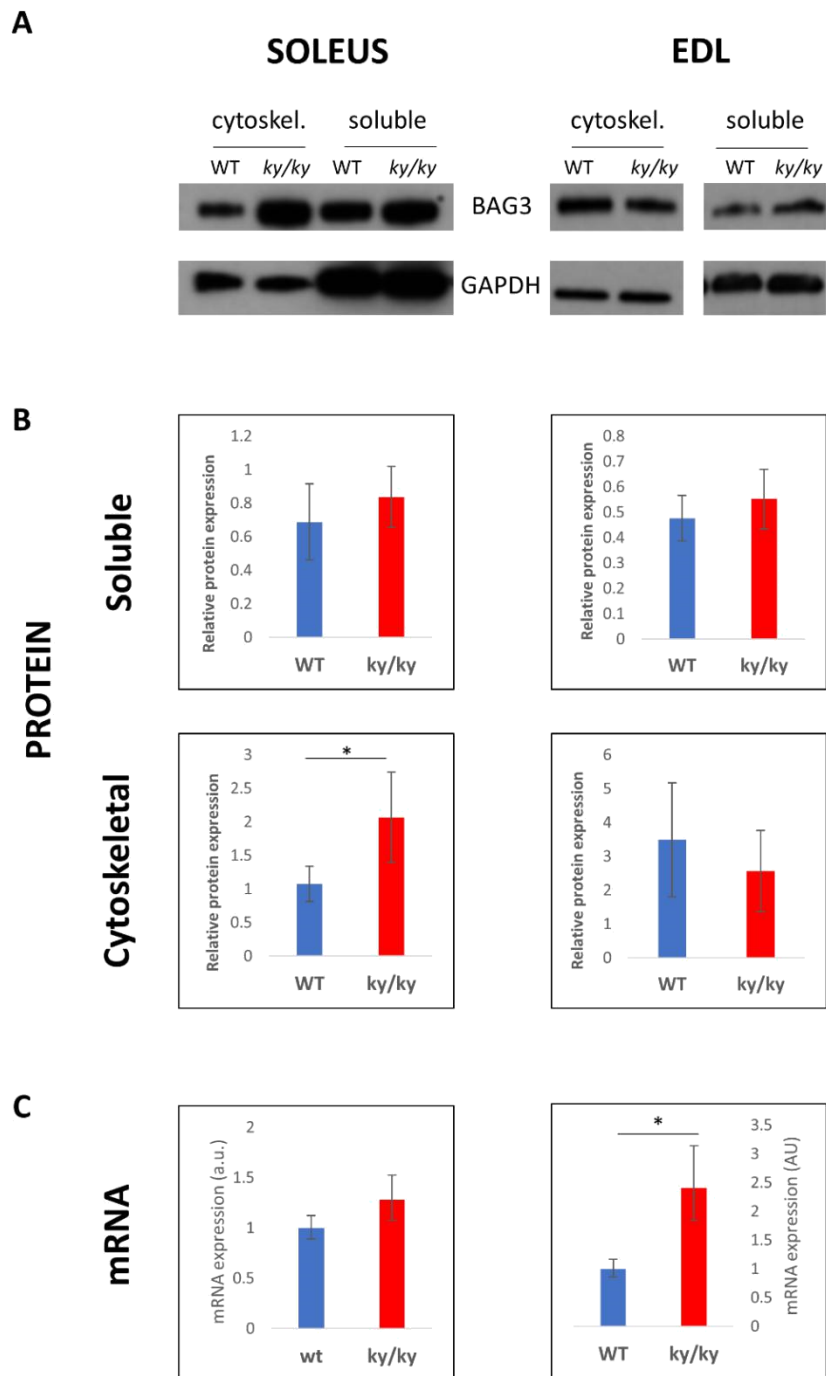 A
SOLEUS EDL
cytoskel. soluble cytoskel. soluble
WT ky/ky WT ky/ky WT ky/ky WT ky/ky
BAG3
GAPDH
B
PROTEIN
Soluble
Relative protein expression
1.2
1
0.8
0.6
0.4
0.2
0
WT ky/ky
Relative protein expression
0.8
0.7
0.6
0.5
0.4
0.3
0.2
0.1
0
WT ky/ky
Cytoskeletal
Relative protein expression
3
2.5
2
1.5
1
0.5
0
*
WT ky/ky
Relative protein expression
6
5
4
3
2
1
0
WT ky/ky
C
mRNA
mRNA expression (a.u.)
2
1.5
1
0.5
0
wt ky/ky
*
3.5
3
2.5
2
1.5
1
0.5
0
mRNA expression (AU)
WT ky/ky